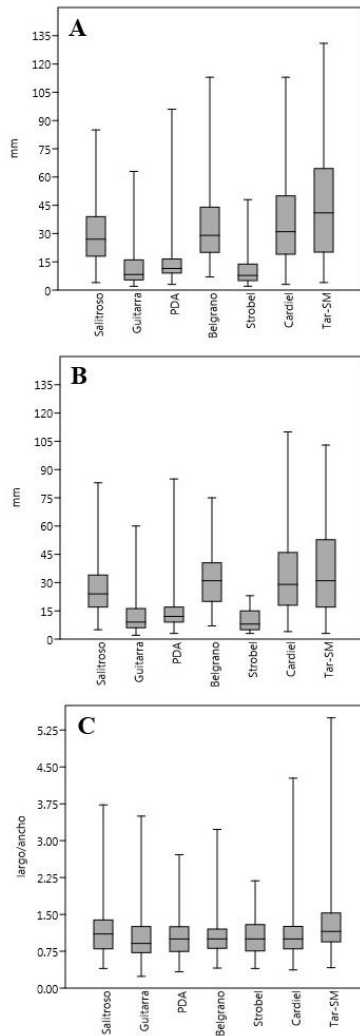 A
135
120
105
90
75
60
45
30
15
0
mm
Salitroso
Guitarra
PDA
Belgrano
Strobel
Cardiel
Tar-SM
B
135
120
105
90
75
60
45
30
15
0
mm
Salitroso
Guitarra
PDA
Belgrano
Strobel
Cardiel
Tar-SM
C
5.25
4.50
3.75
3.00
2.25
1.50
0.75
0.00
largo/ancho
Salitroso
Guitarra
PDA
Belgrano
Strobel
Cardiel
Tar-SM